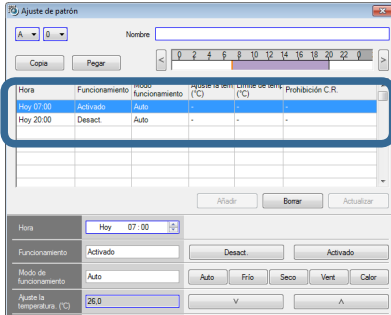 Ajuste de patrón
A 0 Nombre
Copia Pegar < 0 2 4 6 8 10 12 14 16 18 20 22 0 >
Hora Funcionamiento Modo funcionamiento Ajuste la tem (°C) Límite de temp (°C) Prohibición C.R.
Hoy 07:00 Activado Auto - - -
Hoy 20:00 Desact. Auto - - -
Añadir Borrar Actualizar
Hora Hoy 07:00
Funcionamiento Activado Desact. Activado
Modo de funcionamiento Auto Auto Frío Seco Vent Calor
Ajuste la temperatura (°C) 26,0 ∨ ∧